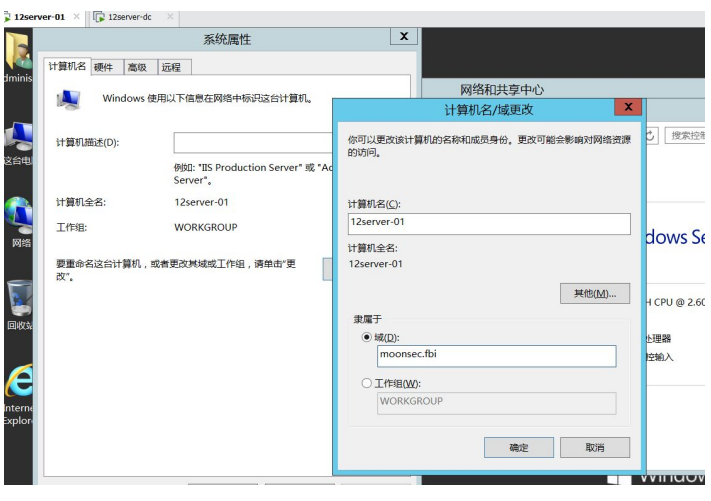 12server-01
12server-dc
系统属性
计算机名 硬件 高级 远程
Windows 使用以下信息在网络中标识这台计算机。
计算机描述(D):
例如: "IIS Production Server" 或
Server"。
计算机全名:
12server-01
工作组:
WORKGROUP
要重命名这台计算机，或者更改其域或工作组，请单击"更
改"。
网络和共享中心
计算机名/域更改
你可以更改该计算机的名称和成员身份。更改可能会影响对网络资源
的访问。
计算机名(C):
12server-01
计算机全名:
12server-01
其他(M)...
隶属于
域(D):
moonsec.fbi
工作组(W):
WORKGROUP
确定
取消
搜索控
dows Se
CPU @ 2.60
处理器
控输入
dminis
这台电
网络
回收站
Interne
Explor
Window